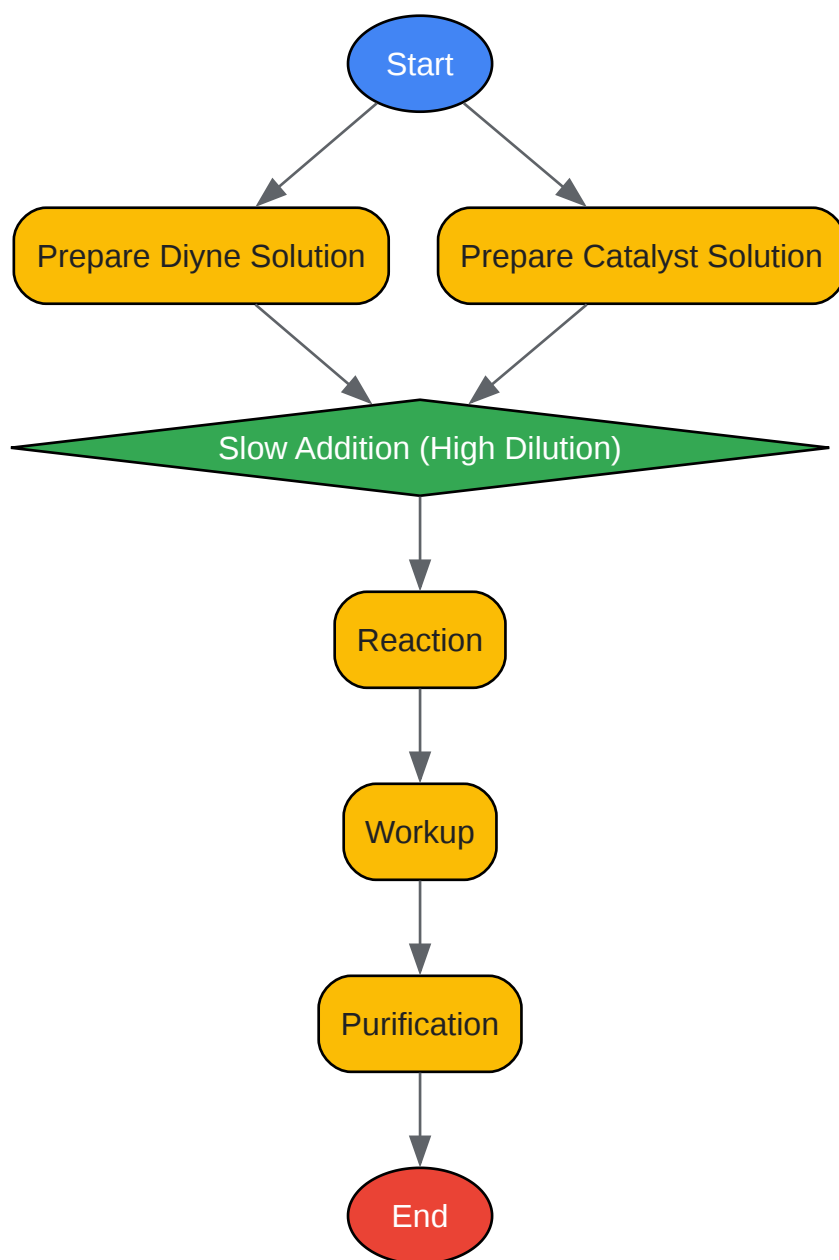 Start
Prepare Diyne Solution
Prepare Catalyst Solution
Slow Addition (High Dilution)
Reaction
Workup
Purification
End